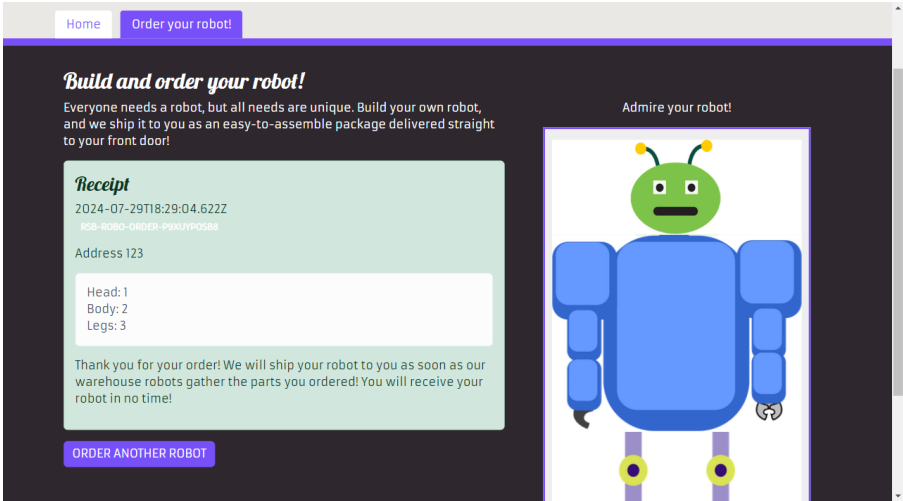 Home
Order your robot!
Build and order your robot!
Everyone needs a robot, but all needs are unique. Build your own robot,
and we ship it to you as an easy-to-assemble package delivered straight
to your front door!
Admire your robot!
Receipt
2024-07-29T18:29:04.622Z
RSB-ROBO-ORDER-P9XUYPOSB8
Address 123
Head: 1
Body: 2
Legs: 3
Thank you for your order! We will ship your robot to you as soon as our
warehouse robots gather the parts you ordered! You will receive your
robot in no time!
ORDER ANOTHER ROBOT